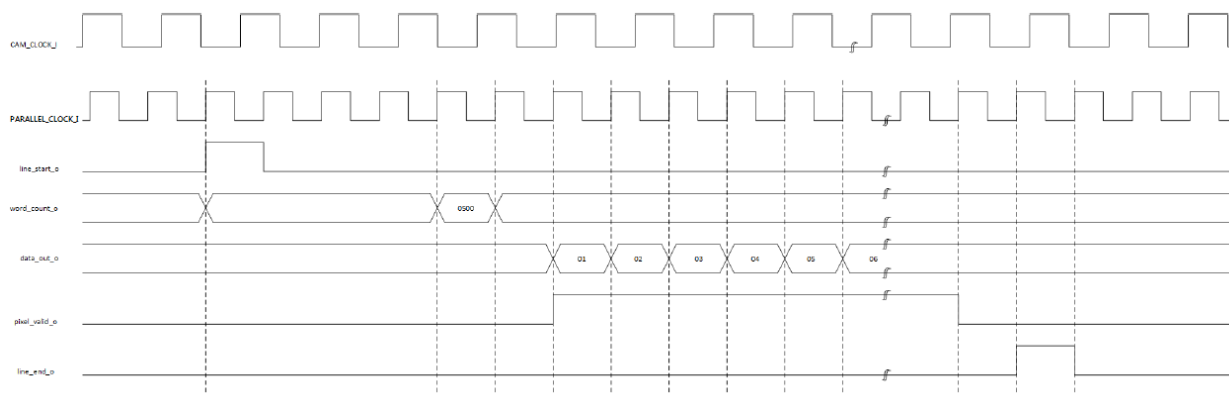 CAM_CLOCK_I
PARALLEL_CLOCK_I
line_start_o
word_count_o 0500
data_out_o 01 02 03 04 05 06
pixel_valid_o
line_end_o